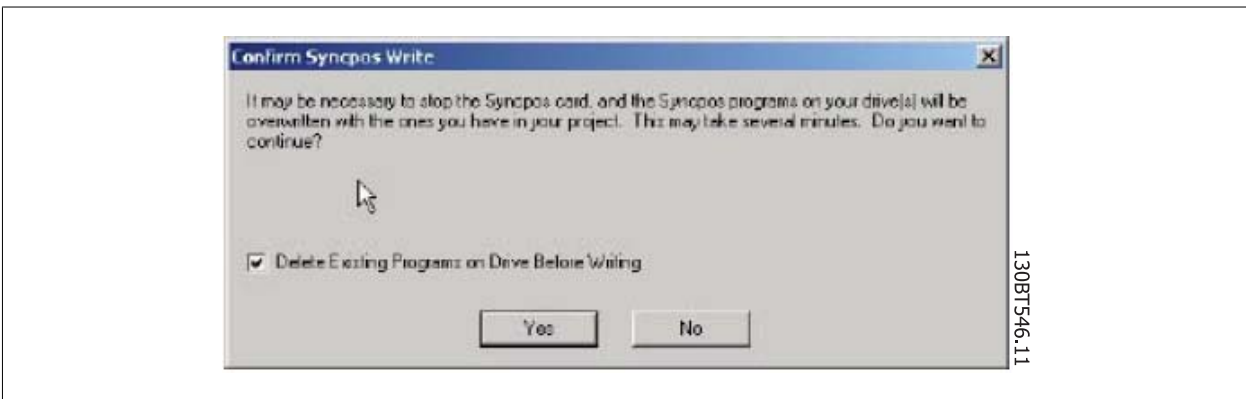 Confirm Syncpos Write
It may be necessary to stop the Syncpos card, and the Syncpos programs on your drive(s) will be
overwritten with the ones you have in your project. This may take several minutes. Do you want to
continue?
Delete Existing Programs on Drive Before Writing
Yes
No
130BT546.11